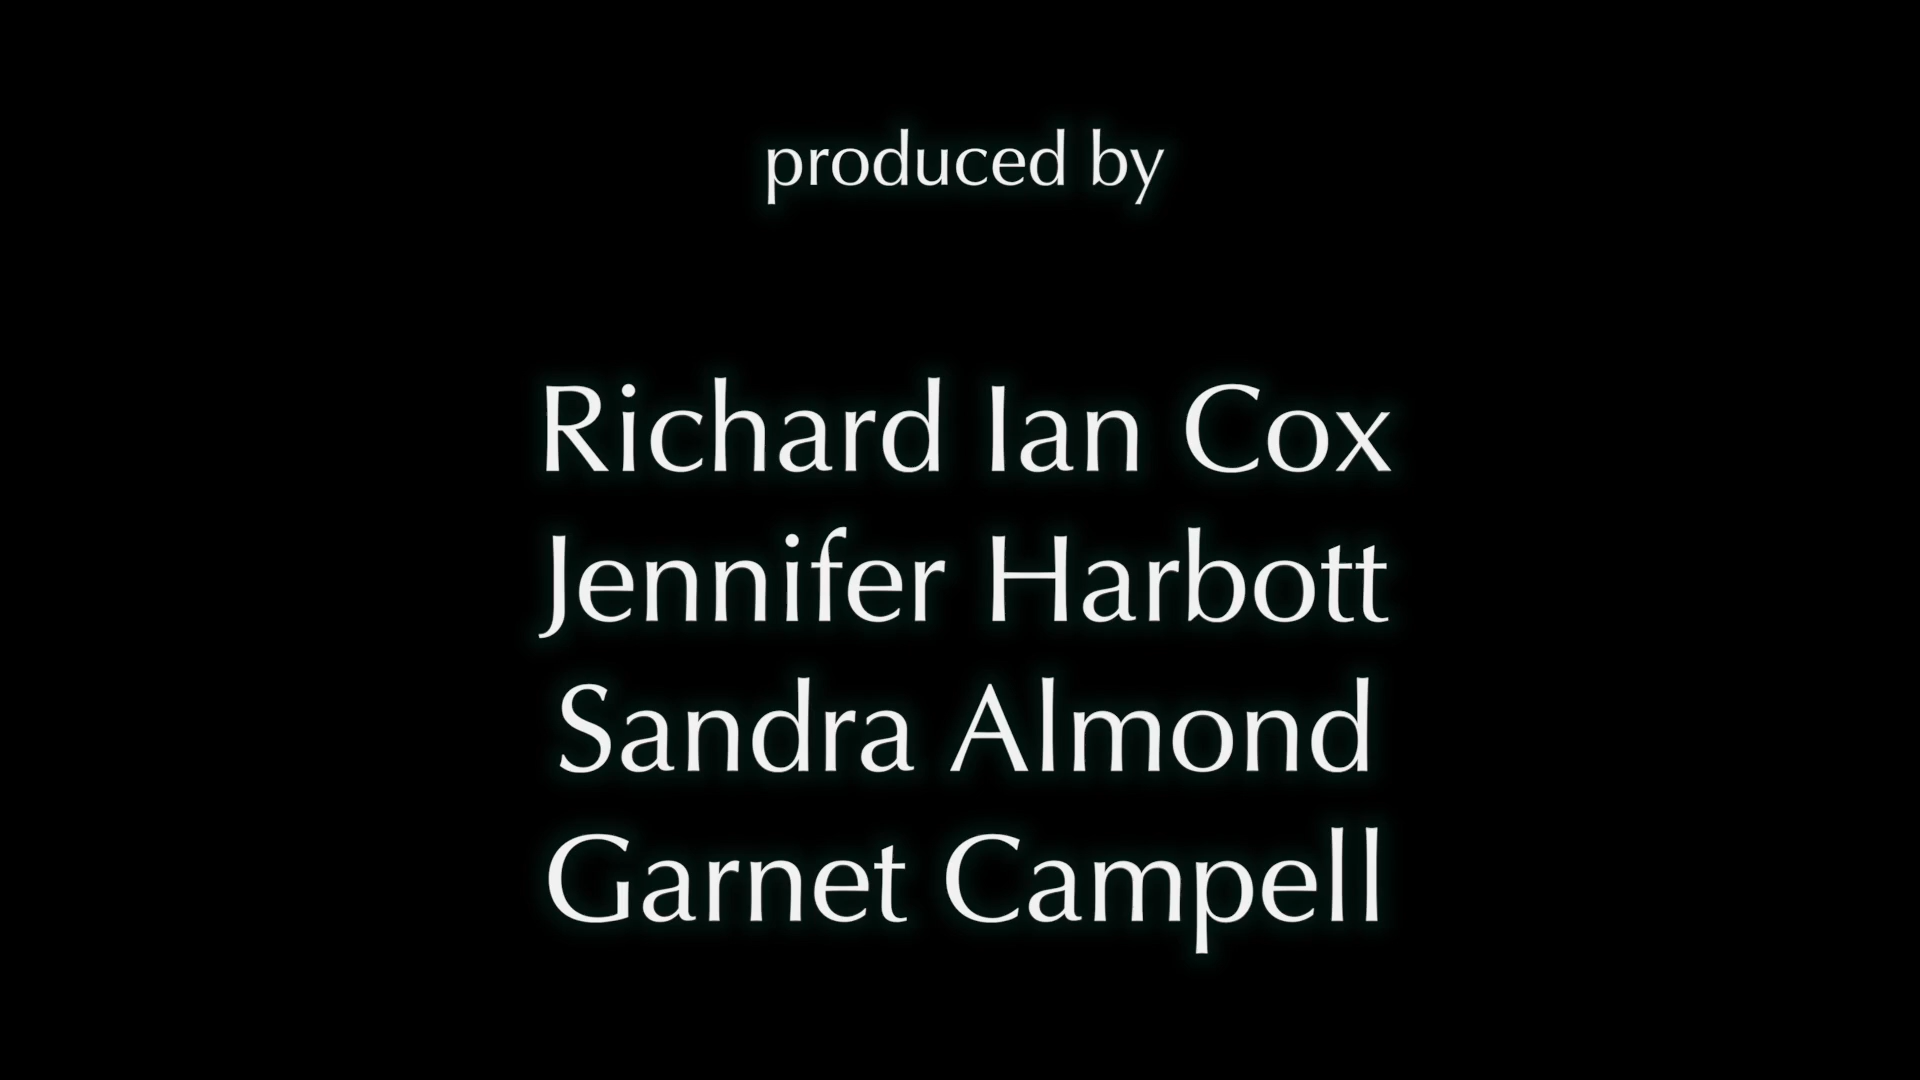 produced by
Richard Ian Cox
Jennifer Harbott
Sandra Almond
Garnet Campell